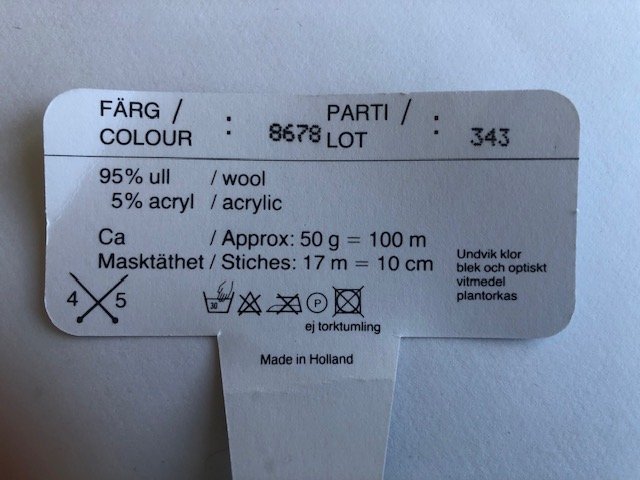 FÄRG / : 8678 PARTI / : 343
COLOUR LOT
95% ull / wool
5% acryl / acrylic
Ca / Approx: 50 g = 100 m
Masktäthet / Stiches: 17 m = 10 cm
Undvik klor
blek och optiskt
vitmedel
plantorkas
4 5
30 P
ej torktumling
Made in Holland